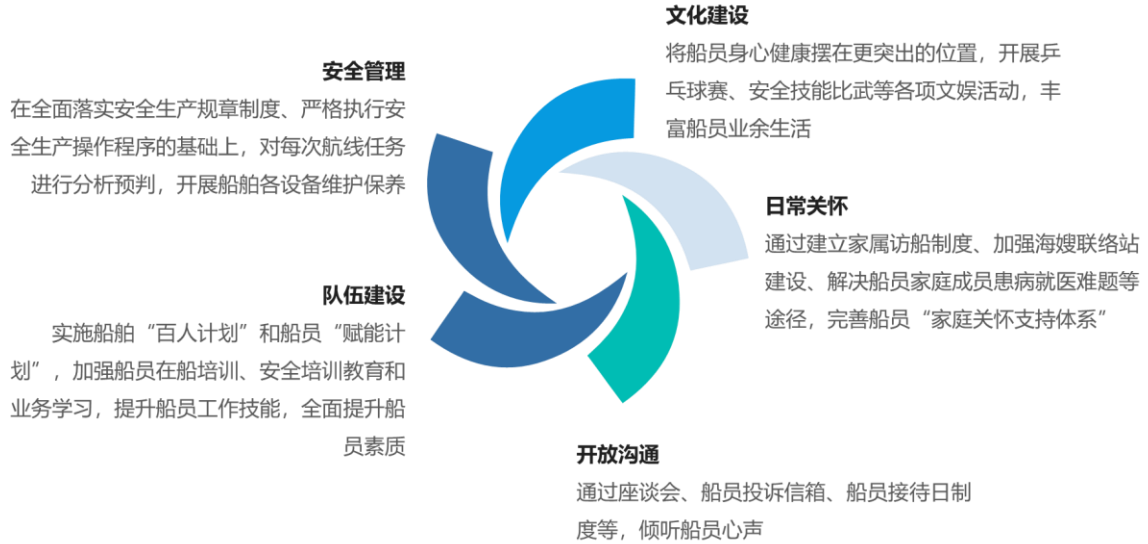 文化建设
将船员身心健康摆在更突出的位置，开展乒
乓球赛、安全技能比武等各项文娱活动，丰
富船员业余生活
安全管理
在全面落实安全生产规章制度、严格执行安
全生产操作程序的基础上，对每次航线任务
进行分析预判，开展船舶各设备维护保养
日常关怀
通过建立家属访船制度、加强海嫂联络站
建设、解决船员家庭成员患病就医难题等
途径，完善船员“家庭关怀支持体系”
队伍建设
实施船舶“百人计划”和船员“赋能计
划”，加强船员在船培训、安全培训教育和
业务学习，提升船员工作技能，全面提升船
员素质
开放沟通
通过座谈会、船员投诉信箱、船员接待日制
度等，倾听船员心声